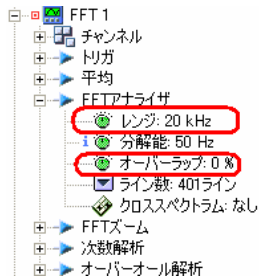 FFT 1
チャンネル
トリガ
平均
FFTアナライザ
レンジ: 20 kHz
分解能: 50 Hz
オーバーラップ: 0 %
ライン数: 401ライン
クロススペクトラム: なし
FFTズーム
次数解析
オーバーオール解析